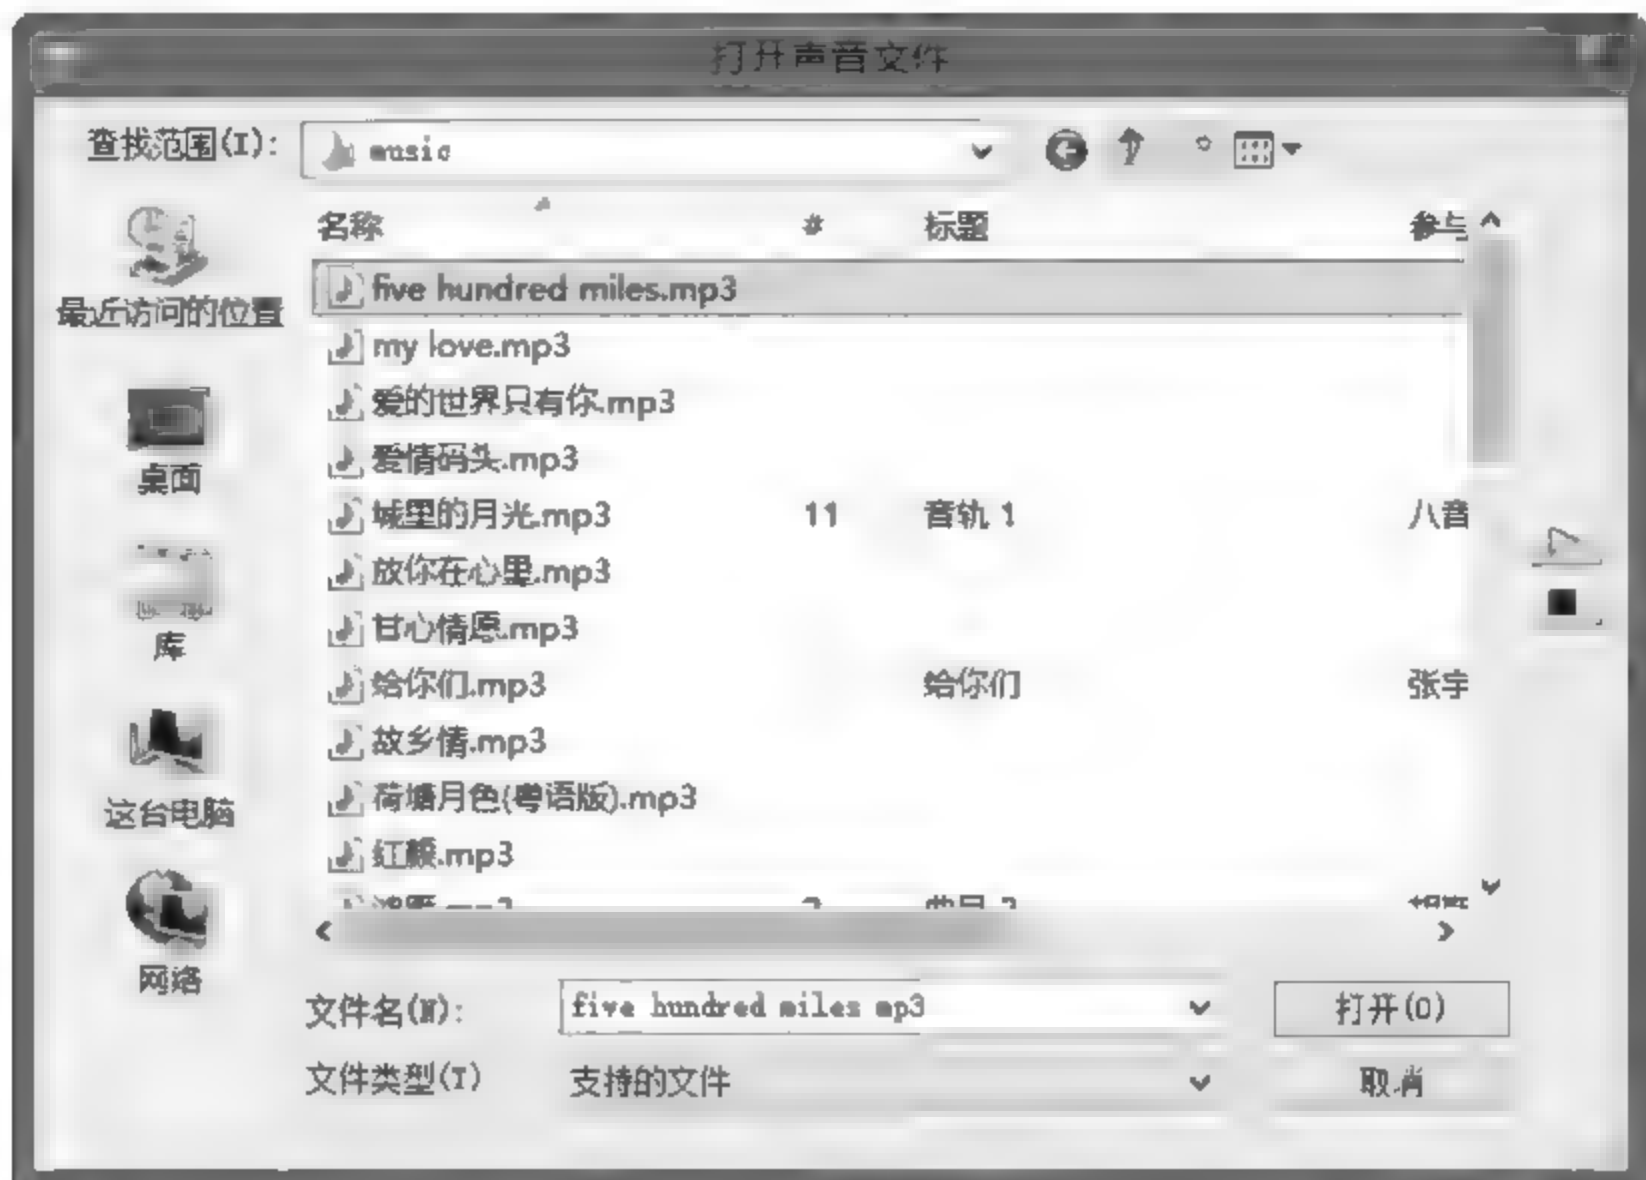 打开声音文件
查找范围(I): music
名称 # 标题 参与
最近访问的位置
桌面
库
这台电脑
网络
five hundred miles.mp3
my love.mp3
爱的世界只有你.mp3
爱情码头.mp3
城里的月光.mp3 11 音轨 1 八音
放你在心里.mp3
甘心情愿.mp3
给你们.mp3 给你们 张宇
故乡情.mp3
荷塘月色(粤语版).mp3
.mp3
文件名(N): five hundred miles mp3 打开(O)
文件类型(T) 支持的文件 取消